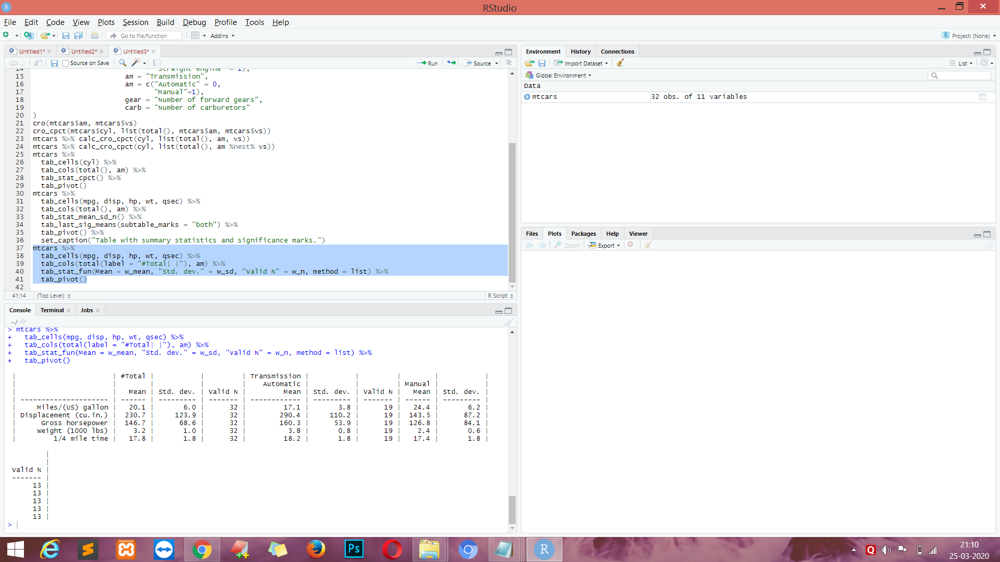 RStudio
File Edit Code View Plots Session Build Debug Profile Tools Help
Go to file/function Addins Project: (None)
Untitled1* Untitled2* Untitled3*
Source on Save Run Source
14 "Straight engine" = 1),
15 am = "Transmission",
16 am = c("Automatic" = 0,
17 "Manual"=1),
18 gear = "Number of forward gears",
19 carb = "Number of carburetors"
20 )
21 cro(mtcars$am, mtcars$vs)
22 cro_cpct(mtcars$cyl, list(total(), mtcars$am, mtcars$vs))
23 mtcars %>% calc_cro_cpct(cyl, list(total(), am, vs))
24 mtcars %>% calc_cro_cpct(cyl, list(total(), am %nest% vs))
25 mtcars %>%
26 tab_cells(cyl) %>%
27 tab_cols(total(), am) %>%
28 tab_stat_cpct() %>%
29 tab_pivot()
30 mtcars %>%
31 tab_cells(mpg, disp, hp, wt, qsec) %>%
32 tab_cols(total(), am) %>%
33 tab_stat_mean_sd_n() %>%
34 tab_last_sig_means(subtable_marks = "both") %>%
35 tab_pivot() %>%
36 set_caption("Table with summary statistics and significance marks.")
37 mtcars %>%
38 tab_cells(mpg, disp, hp, wt, qsec) %>%
39 tab_cols(total(label = "#Total| |"), am) %>%
40 tab_stat_fun(Mean = w_mean, "Std. dev." = w_sd, "Valid N" = w_n, method = list) %>%
41 tab_pivot()
42
41:14 (Top Level) R Script
Console Terminal Jobs
~/
> mtcars %>%
+ tab_cells(mpg, disp, hp, wt, qsec) %>%
+ tab_cols(total(label = "#Total| |"), am) %>%
+ tab_stat_fun(Mean = w_mean, "Std. dev." = w_sd, "Valid N" = w_n, method = list) %>%
+ tab_pivot()
| | #Total | | | Transmission | | | | |
| | | | | Automatic | | | Manual | |
| | Mean | Std. dev. | Valid N | Mean | Std. dev. | Valid N | Mean | Std. dev. |
| --------------------- | ------ | --------- | ------- | ------------ | --------- | ------- | ------ | --------- |
| Miles/(US) gallon | 20.1 | 6.0 | 32 | 17.1 | 3.8 | 19 | 24.4 | 6.2 |
| Displacement (cu.in.) | 230.7 | 123.9 | 32 | 290.4 | 110.2 | 19 | 143.5 | 87.2 |
| Gross horsepower | 146.7 | 68.6 | 32 | 160.3 | 53.9 | 19 | 126.8 | 84.1 |
| Weight (1000 lbs) | 3.2 | 1.0 | 32 | 3.8 | 0.8 | 19 | 2.4 | 0.6 |
| 1/4 mile time | 17.8 | 1.8 | 32 | 18.2 | 1.8 | 19 | 17.4 | 1.8 |
|
|
Valid N |
------- |
13 |
13 |
13 |
13 |
13 |
>
Environment History Connections
Import Dataset List
Global Environment
Data
mtcars 32 obs. of 11 variables
Files Plots Packages Help Viewer
Zoom Export
Ps
R
Q
21:10
25-03-2020